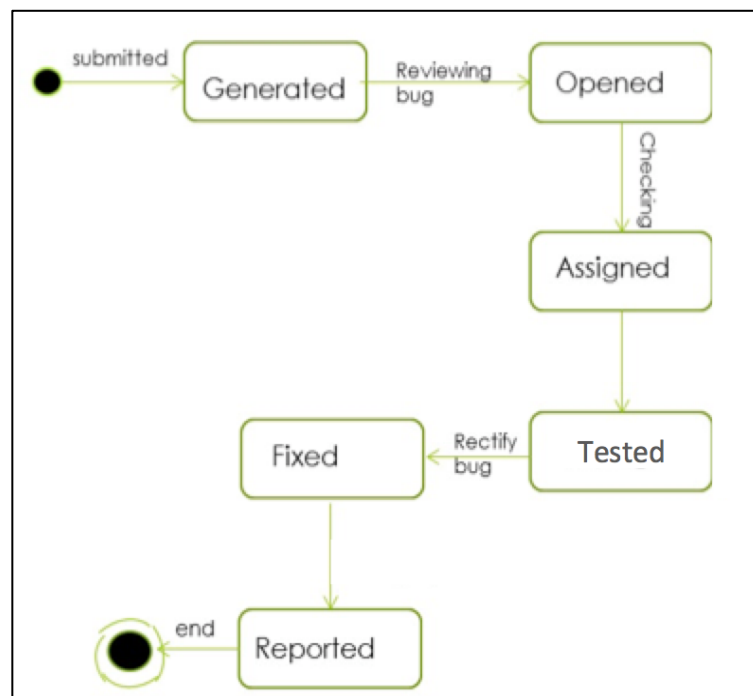 submitted
Generated
Reviewing
bug
Opened
Checking
Assigned
Tested
Rectify
bug
Fixed
Reported
end